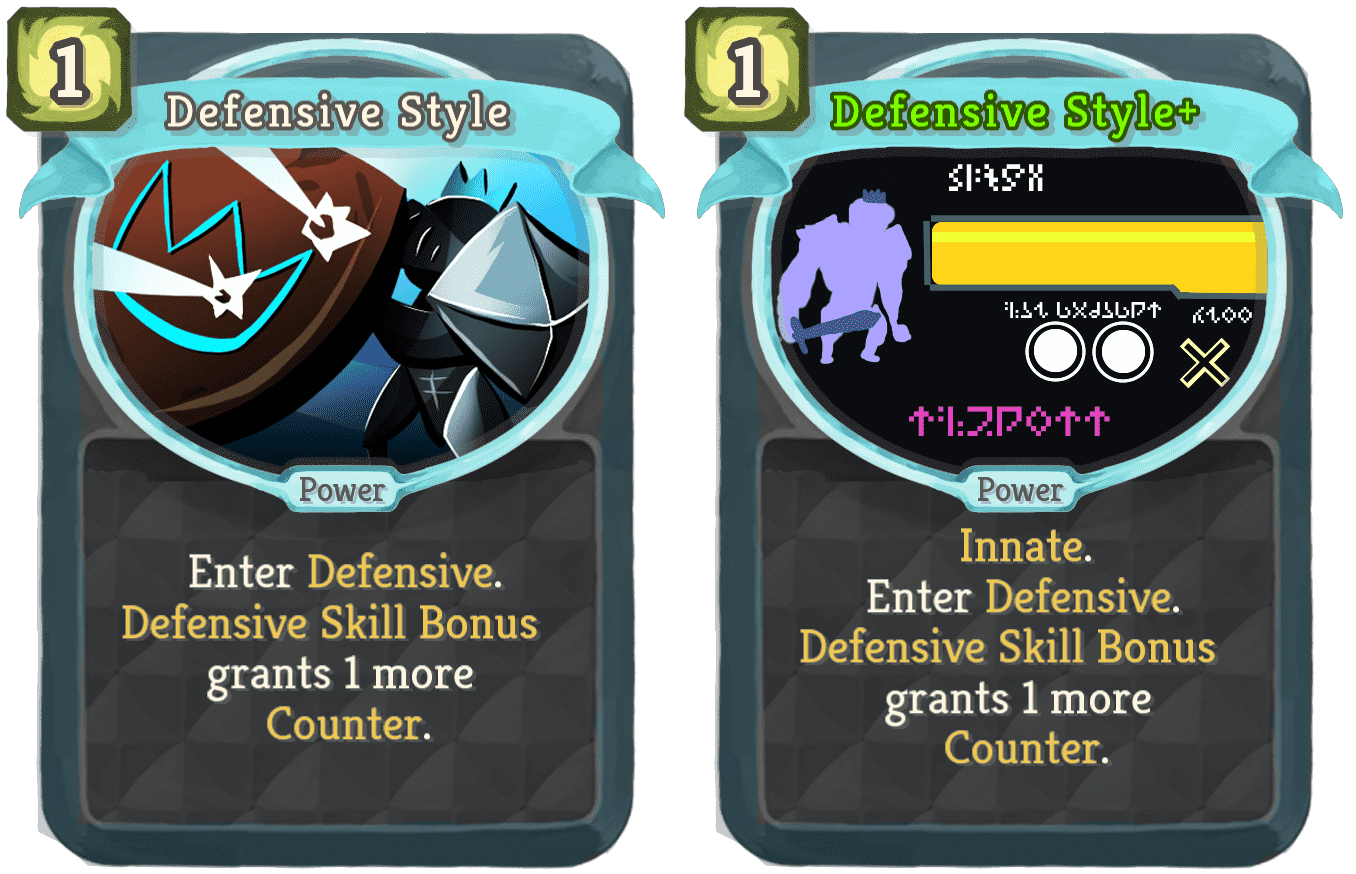 1
Defensive Style
Power
Enter Defensive.
Defensive Skill Bonus
grants 1 more
Counter.
1
Defensive Style+
Power
Innate.
Enter Defensive.
Defensive Skill Bonus
grants 1 more
Counter.